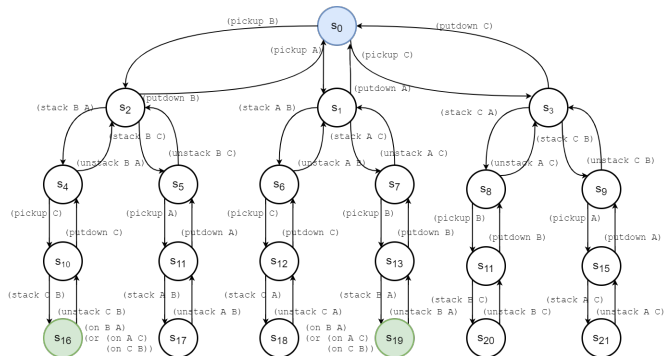 (pickup B)
s0
(putdown C)
(pickup A)
(pickup C)
(putdown B)
(putdown A)
s2
s1
s3
(stack B A)
(stack A B)
(stack C A)
(stack B C)
(stack A C)
(stack C B)
(unstack B C)
(unstack A C)
(unstack B A)
(unstack A B)
(unstack A C)
(unstack C B)
s4
s5
s6
s7
s8
s9
(pickup C)
(pickup A)
(pickup C)
(pickup B)
(pickup B)
(pickup A)
(putdown C)
(putdown A)
(putdown C)
(putdown B)
(putdown B)
(putdown A)
s10
s11
s12
s13
s11
s15
(stack C B)
(stack A B)
(stack C A)
(stack B A)
(stack B C)
(stack A C)
(unstack C B)
(unstack A B)
(unstack C A)
(unstack B A)
(unstack B C)
(unstack A C)
s16
(on B A)
(or (on A C)
(on C B))
s17
s18
(on B A)
(or (on A C)
(on C B))
s19
s20
s21